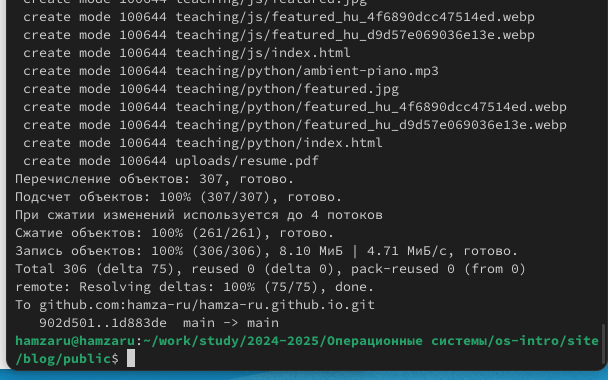 create mode 100644 teaching/js/featured.jpg
create mode 100644 teaching/js/featured_hu_4f6890dcc47514ed.webp
create mode 100644 teaching/js/featured_hu_d9d57e069036e13e.webp
create mode 100644 teaching/js/index.html
create mode 100644 teaching/python/ambient-piano.mp3
create mode 100644 teaching/python/featured.jpg
create mode 100644 teaching/python/featured_hu_4f6890dcc47514ed.webp
create mode 100644 teaching/python/featured_hu_d9d57e069036e13e.webp
create mode 100644 teaching/python/index.html
create mode 100644 uploads/resume.pdf
Перечисление объектов: 307, готово.
Подсчет объектов: 100% (307/307), готово.
При сжатии изменений используется до 4 потоков
Сжатие объектов: 100% (261/261), готово.
Запись объектов: 100% (306/306), 8.10 МиБ | 4.71 МиБ/с, готово.
Total 306 (delta 75), reused 0 (delta 0), pack-reused 0 (from 0)
remote: Resolving deltas: 100% (75/75), done.
To github.com:hamza-ru/hamza-ru.github.io.git
902d501..1d883de  main -> main
hamzaru@hamzaru:~/work/study/2024-2025/Операционные системы/os-intro/site
/blog/public$